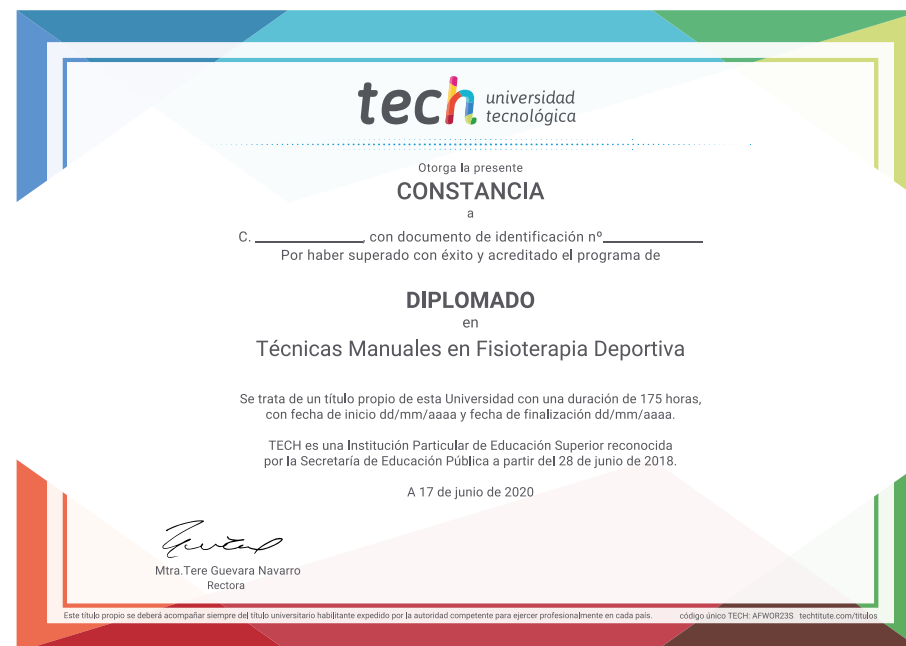 tech universidad
tecnológica
Otorga la presente
CONSTANCIA
a
C. ______________, con documento de identificación nº_____________
Por haber superado con éxito y acreditado el programa de
DIPLOMADO
en
Técnicas Manuales en Fisioterapia Deportiva
Se trata de un título propio de esta Universidad con una duración de 175 horas,
con fecha de inicio dd/mm/aaaa y fecha de finalización dd/mm/aaaa.
TECH es una Institución Particular de Educación Superior reconocida
por la Secretaría de Educación Pública a partir del 28 de junio de 2018.
A 17 de junio de 2020
Mtra.Tere Guevara Navarro
Rectora
Este título propio se deberá acompañar siempre del título universitario habilitante expedido por la autoridad competente para ejercer profesionalmente en cada país. código único TECH: AFWOR23S techtitute.com/titulos